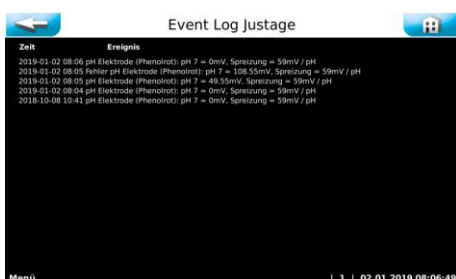 Event Log Justage
Zeit Ereignis
2019-01-02 08:06 pH Elektrode (Phenolrot): pH 7 = 0mV, Spreizung = 59mV / pH
2019-01-02 08:05 Fehler pH Elektrode (Phenolrot): pH 7 = 108.55mV, Spreizung = 59mV / pH
2019-01-02 08:05 pH Elektrode (Phenolrot): pH 7 = 49.55mV, Spreizung = 59mV / pH
2019-01-02 08:04 pH Elektrode (Phenolrot): pH 7 = 0mV, Spreizung = 59mV / pH
2018-10-08 10:41 pH Elektrode (Phenolrot): pH 7 = 0mV, Spreizung = 59mV / pH
Menü | 1 | 02.01.2019 08:06:49